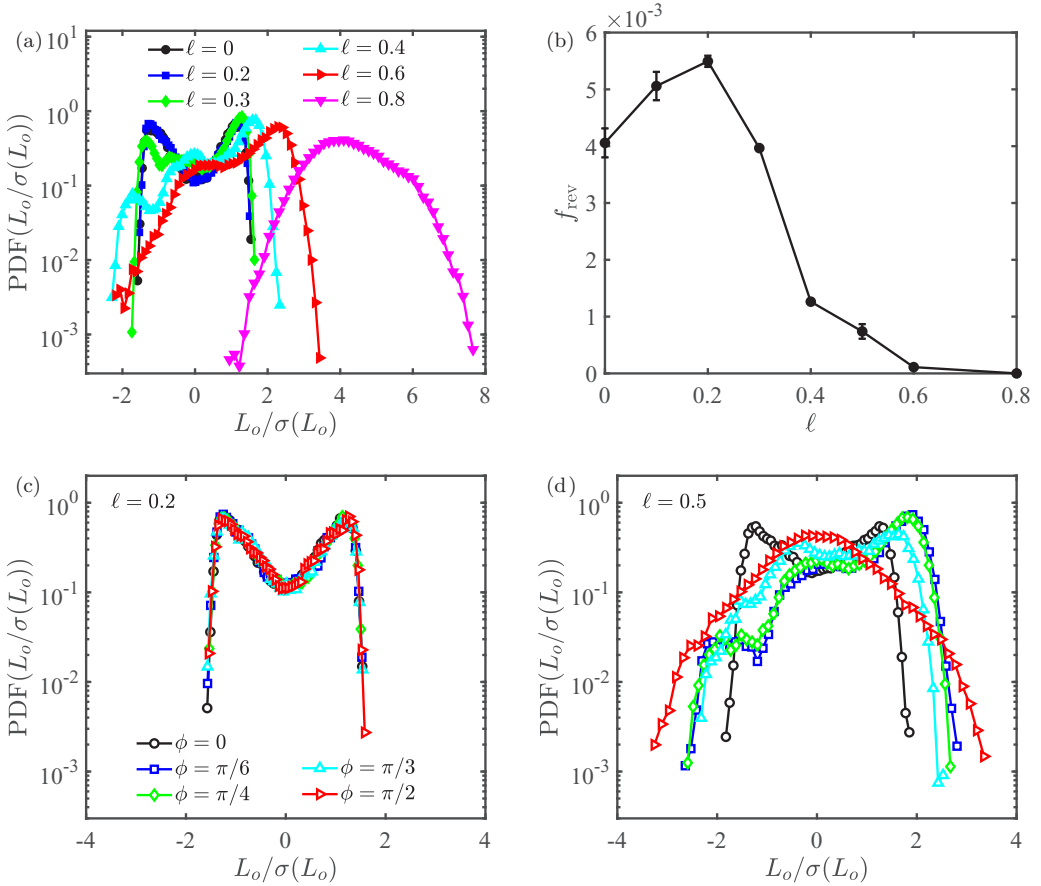 (a)
ℓ = 0
ℓ = 0.2
ℓ = 0.3
ℓ = 0.4
ℓ = 0.6
ℓ = 0.8
10^1
10^0
10^-1
10^-2
10^-3
PDF(L_o/σ(L_o))
-2 0 2 4 6 8
L_o/σ(L_o)
(b)
×10^-3
6
5
4
3
2
1
0
f_rev
0 0.2 0.4 0.6 0.8
ℓ
(c)
ℓ = 0.2
10^0
10^-1
10^-2
10^-3
PDF(L_o/σ(L_o))
ϕ = 0
ϕ = π/6
ϕ = π/4
ϕ = π/3
ϕ = π/2
-4 -2 0 2 4
L_o/σ(L_o)
(d)
ℓ = 0.5
10^0
10^-1
10^-2
10^-3
PDF(L_o/σ(L_o))
-4 -2 0 2 4
L_o/σ(L_o)